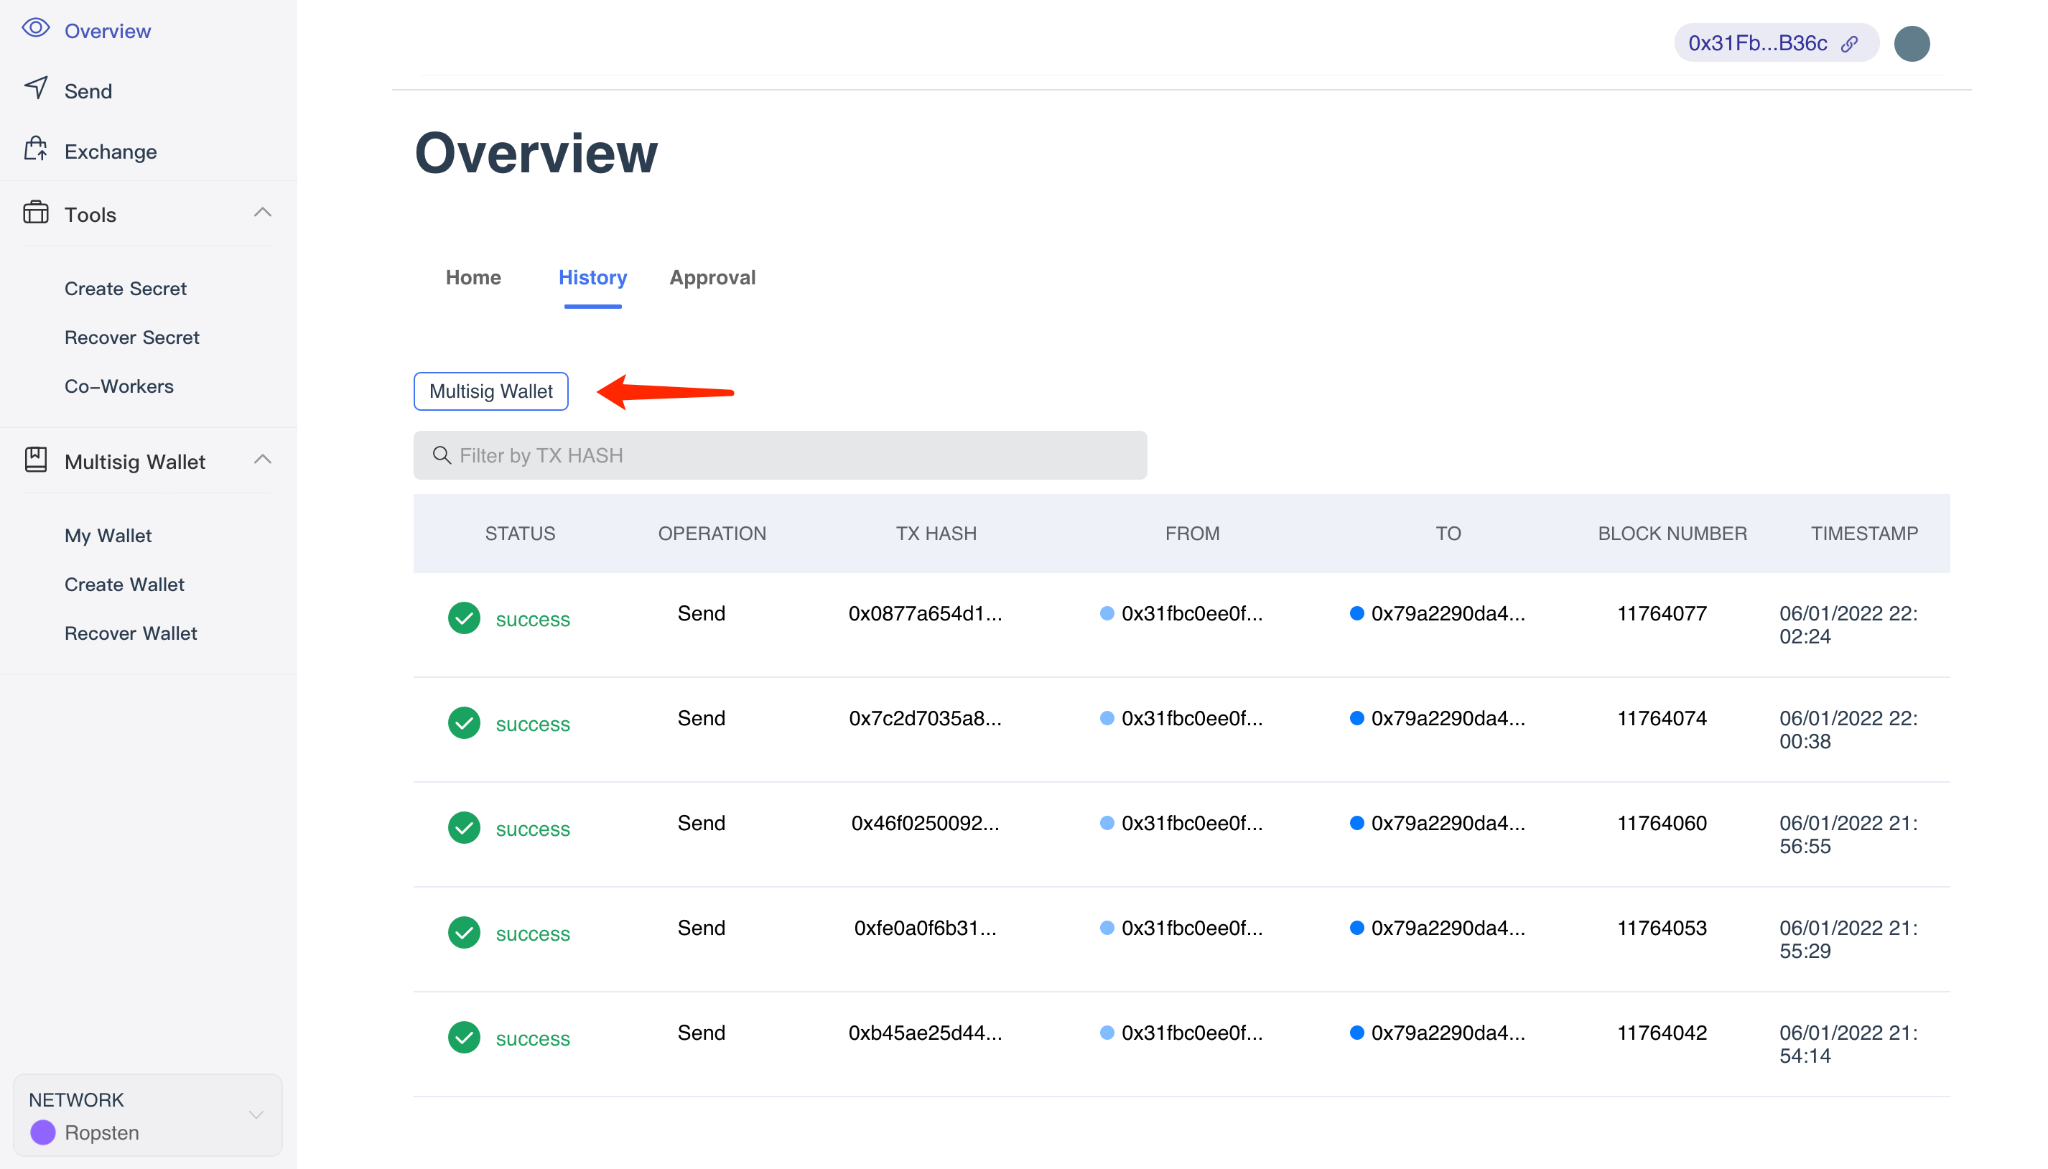 Overview
Send
Exchange
Tools
Create Secret
Recover Secret
Co-Workers
Multisig Wallet
My Wallet
Create Wallet
Recover Wallet
NETWORK
Ropsten
0x31Fb...B36c
Overview
Home History Approval
Multisig Wallet
Filter by TX HASH
STATUS OPERATION TX HASH FROM TO BLOCK NUMBER TIMESTAMP
success Send 0x0877a654d1... 0x31fbc0ee0f... 0x79a2290da4... 11764077 06/01/2022 22:
02:24
success Send 0x7c2d7035a8... 0x31fbc0ee0f... 0x79a2290da4... 11764074 06/01/2022 22:
00:38
success Send 0x46f0250092... 0x31fbc0ee0f... 0x79a2290da4... 11764060 06/01/2022 21:
56:55
success Send 0xfe0a0f6b31... 0x31fbc0ee0f... 0x79a2290da4... 11764053 06/01/2022 21:
55:29
success Send 0xb45ae25d44... 0x31fbc0ee0f... 0x79a2290da4... 11764042 06/01/2022 21:
54:14